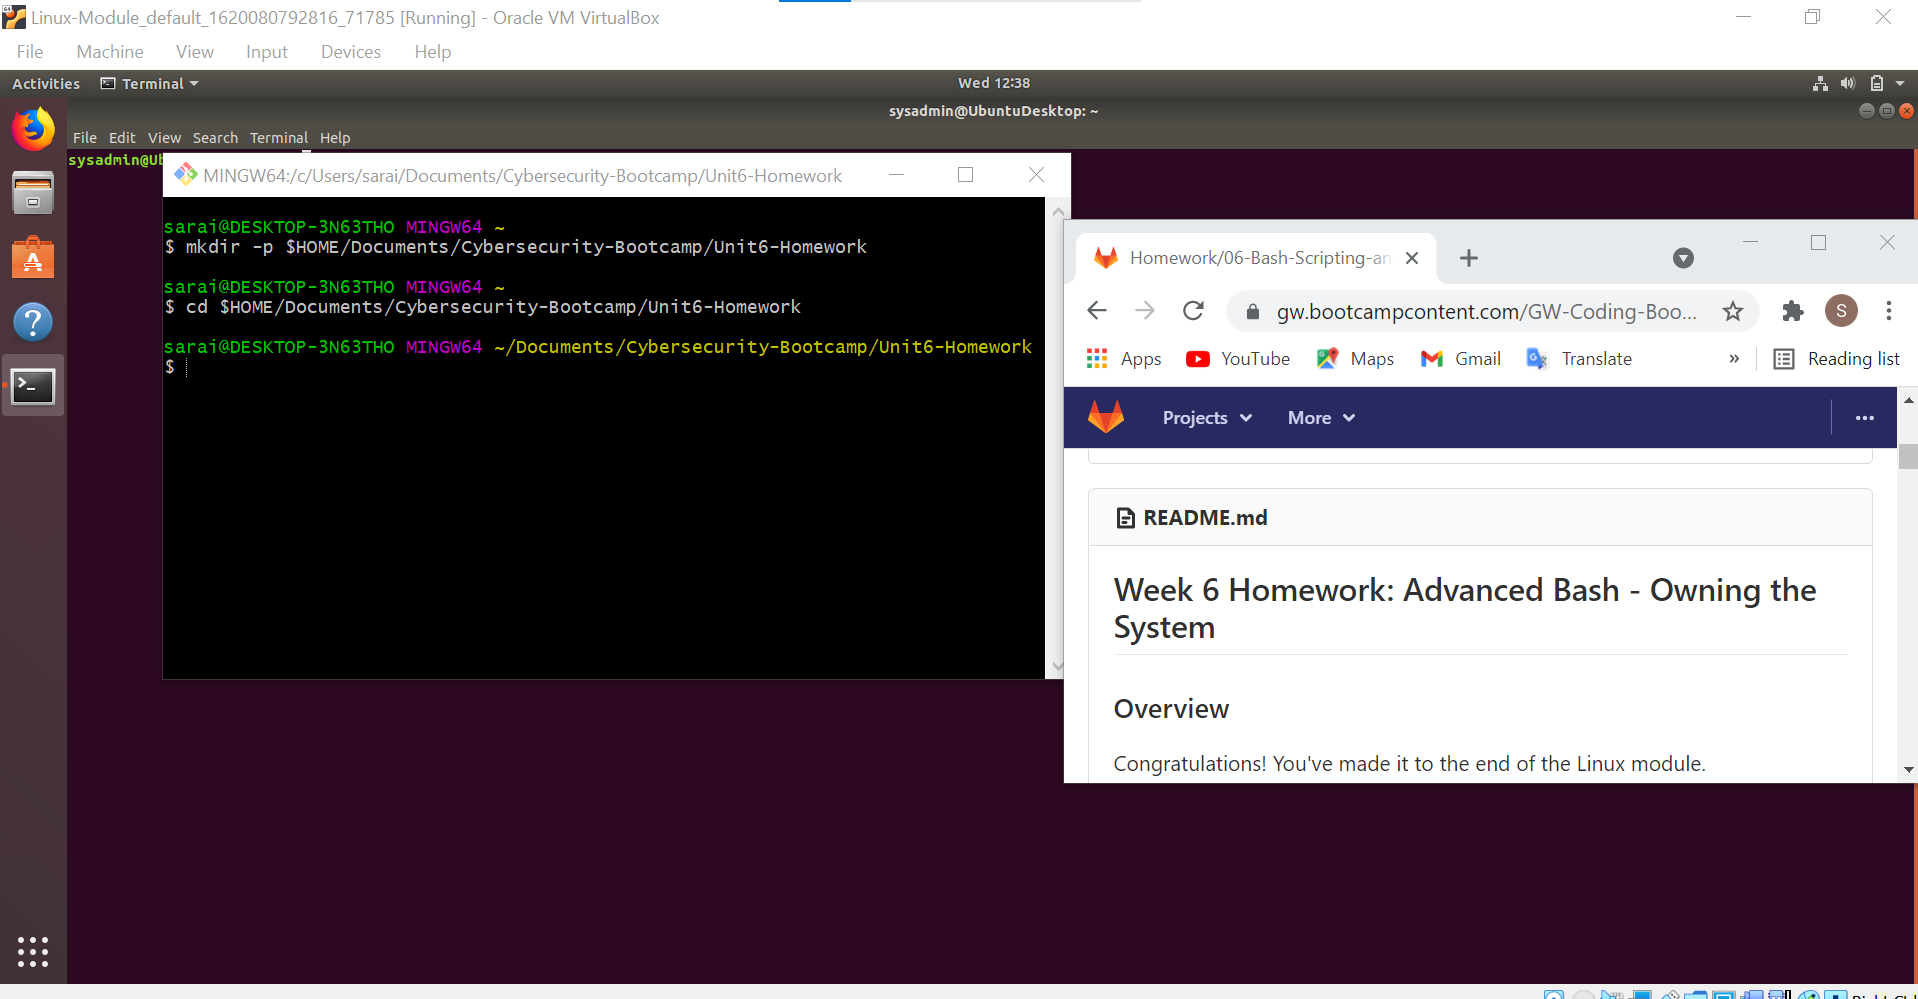 Linux-Module_default_1620080792816_71785 [Running] - Oracle VM VirtualBox
File Machine View Input Devices Help
Activities Terminal Wed 12:38
sysadmin@UbuntuDesktop: ~
File Edit View Search Terminal Help
sysadmin@Ub
MINGW64:/c/Users/sarai/Documents/Cybersecurity-Bootcamp/Unit6-Homework
sarai@DESKTOP-3N63THO MINGW64 ~
$ mkdir -p $HOME/Documents/Cybersecurity-Bootcamp/Unit6-Homework
sarai@DESKTOP-3N63THO MINGW64 ~
$ cd $HOME/Documents/Cybersecurity-Bootcamp/Unit6-Homework
sarai@DESKTOP-3N63THO MINGW64 ~/Documents/Cybersecurity-Bootcamp/Unit6-Homework
$
Homework/06-Bash-Scripting-an
gw.bootcampcontent.com/GW-Coding-Boo... S
Apps YouTube Maps Gmail Translate » Reading list
Projects More
README.md
Week 6 Homework: Advanced Bash - Owning the
System
Overview
Congratulations! You've made it to the end of the Linux module.